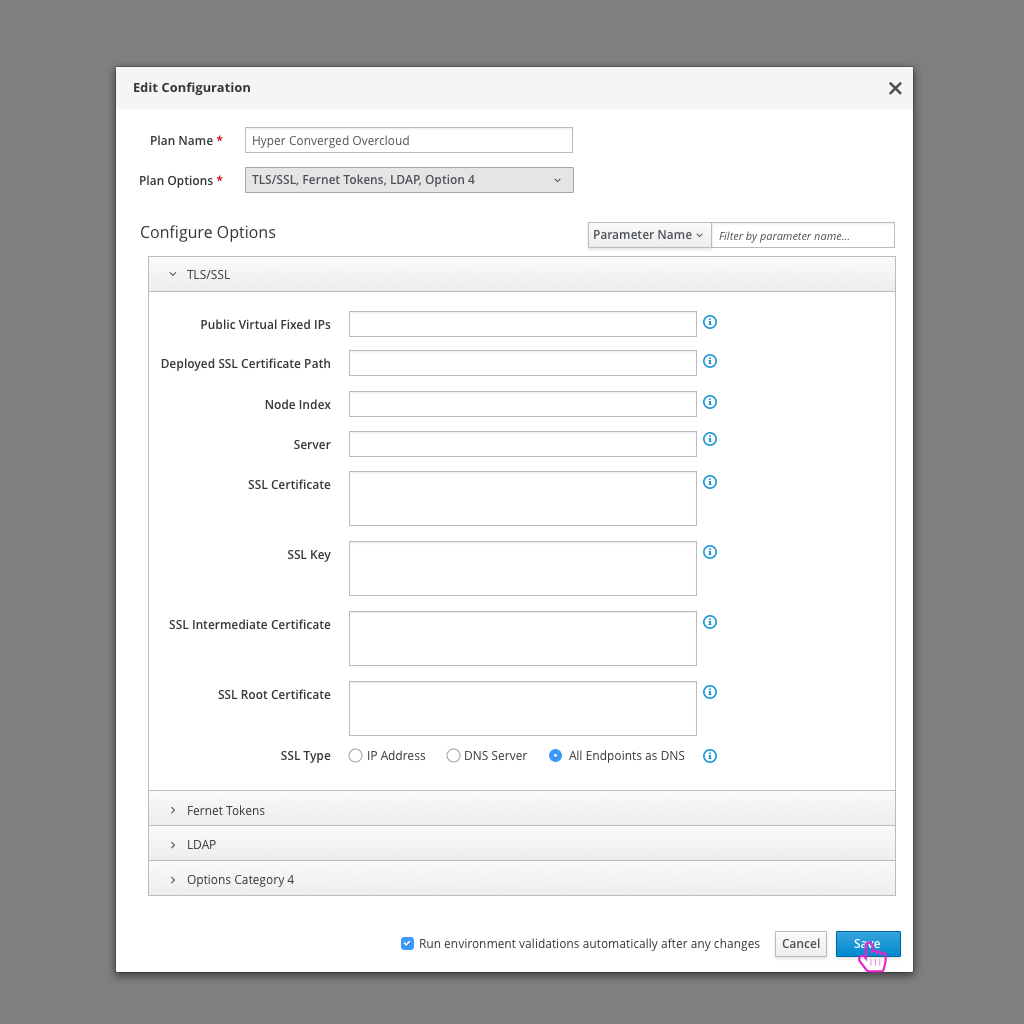 Edit Configuration
Plan Name *
Hyper Converged Overcloud
Plan Options *
TLS/SSL, Fernet Tokens, LDAP, Option 4
Configure Options
Parameter Name
Filter by parameter name...
TLS/SSL
Public Virtual Fixed IPs
Deployed SSL Certificate Path
Node Index
Server
SSL Certificate
SSL Key
SSL Intermediate Certificate
SSL Root Certificate
SSL Type
IP Address
DNS Server
All Endpoints as DNS
Fernet Tokens
LDAP
Options Category 4
Run environment validations automatically after any changes
Cancel
Save